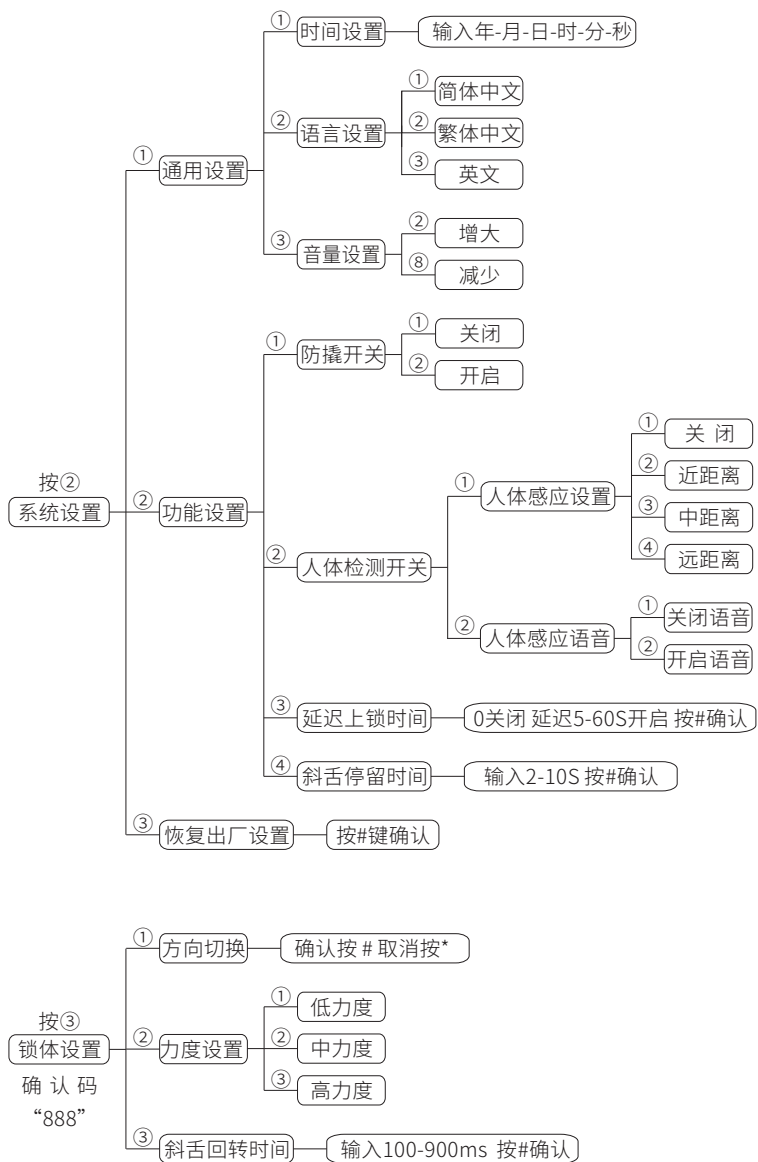 ①
时间设置
输入年-月-日-时-分-秒
②
语言设置
①
简体中文
②
繁体中文
③
英文
①
通用设置
③
音量设置
②
增大
⑧
减少
①
防撬开关
①
关闭
②
开启
按②
系统设置
②
功能设置
②
人体检测开关
①
人体感应设置
①
关 闭
②
近距离
③
中距离
④
远距离
②
人体感应语音
①
关闭语音
②
开启语音
③
延迟上锁时间
0关闭 延迟5-60S开启 按#确认
④
斜舌停留时间
输入2-10S 按#确认
③
恢复出厂设置
按#键确认
①
方向切换
确认按 # 取消按*
按③
锁体设置
确 认 码
“888”
②
力度设置
①
低力度
②
中力度
③
高力度
③
斜舌回转时间
输入100-900ms 按#确认